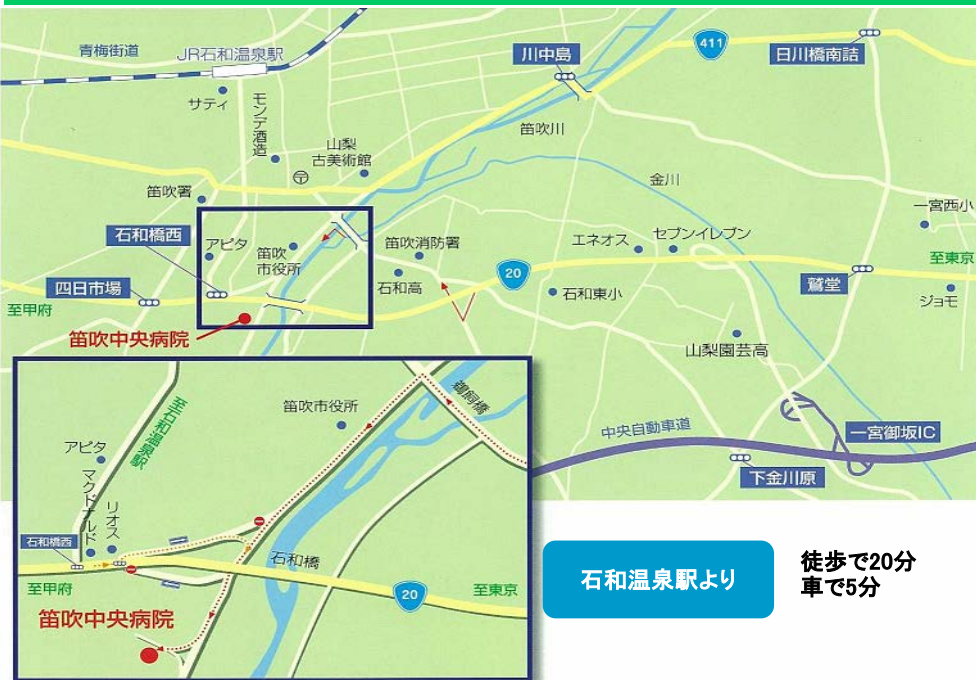 青梅街道
JR石和温泉駅
川中島
411
日川橋南詰
サティ
モンデ酒造
笛吹川
山梨
古美術館
金川
笛吹署
一宮西小
石和橋西
アピタ
笛吹
市役所
笛吹消防署
エネオス
セブンイレブン
至東京
20
四日市場
石和高
石和東小
鵞堂
ジョモ
至甲府
笛吹中央病院
山梨園芸高
中央自動車道
一宮御坂IC
下金川原
笛吹市役所
鵜飼橋
至石和温泉駅
アピタ
マクドナルド
リオス
石和橋西
石和橋
至甲府
20
至東京
笛吹中央病院
石和温泉駅より
徒歩で20分
車で5分